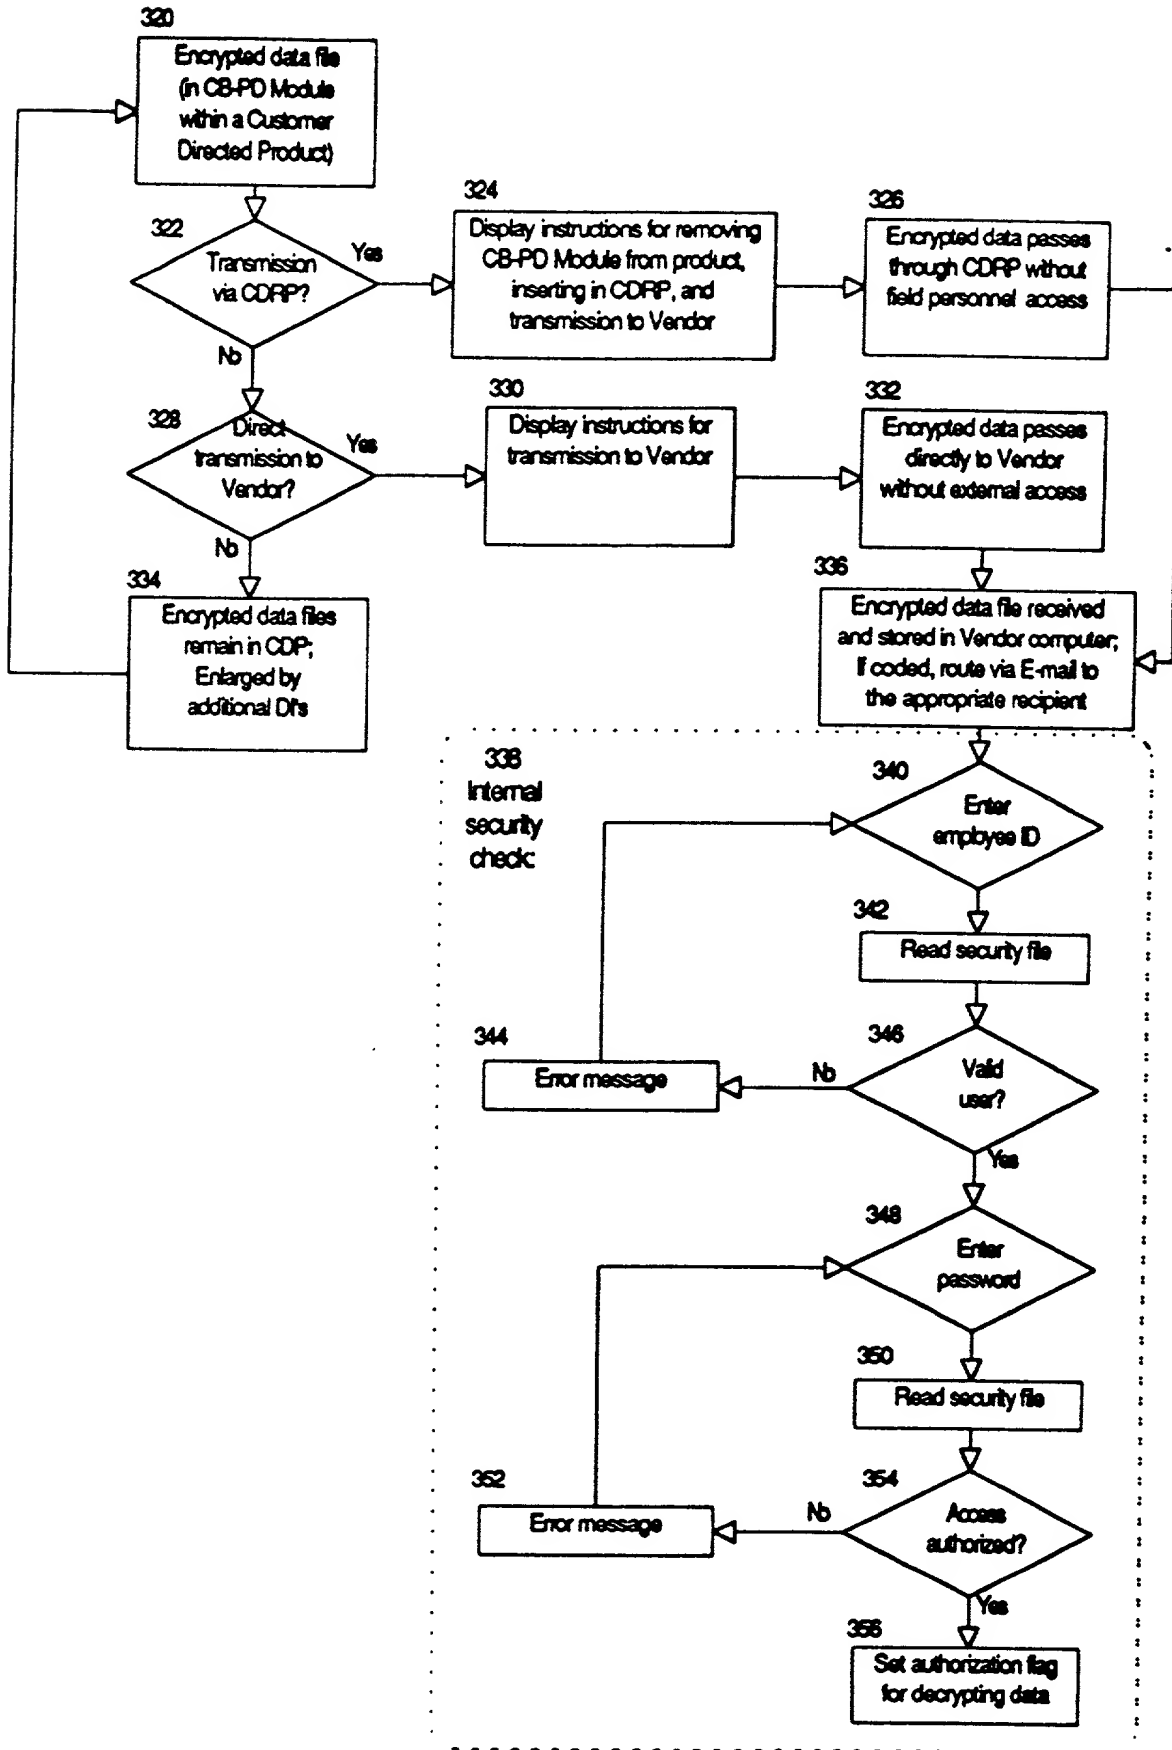 320
Encrypted data file
(in CB-PD Module
within a Customer
Directed Product)
322
Transmission
via CDRP?
Yes
No
324
Display instructions for removing
CB-PD Module from product,
inserting in CDRP, and
transmission to Vendor
326
Encrypted data passes
through CDRP without
field personnel access
328
Direct
transmission to
Vendor?
Yes
No
330
Display instructions for
transmission to Vendor
332
Encrypted data passes
directly to Vendor
without external access
334
Encrypted data files
remain in CDP;
Enlarged by
additional DI's
336
Encrypted data file received
and stored in Vendor computer;
If coded, route via E-mail to
the appropriate recipient
338
Internal
security
check:
340
Enter
employee ID
342
Read security file
344
Error message
346
Valid
user?
No
Yes
348
Enter
password
350
Read security file
352
Error message
354
Access
authorized?
No
Yes
356
Set authorization flag
for decrypting data